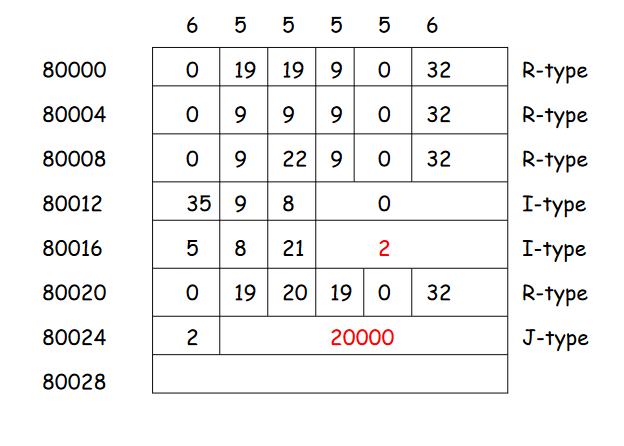 6 5 5 5 5 6
80000 0 19 19 9 0 32 R-type
80004 0 9 9 9 0 32 R-type
80008 0 9 22 9 0 32 R-type
80012 35 9 8 0 I-type
80016 5 8 21 2 I-type
80020 0 19 20 19 0 32 R-type
80024 2 20000 J-type
80028